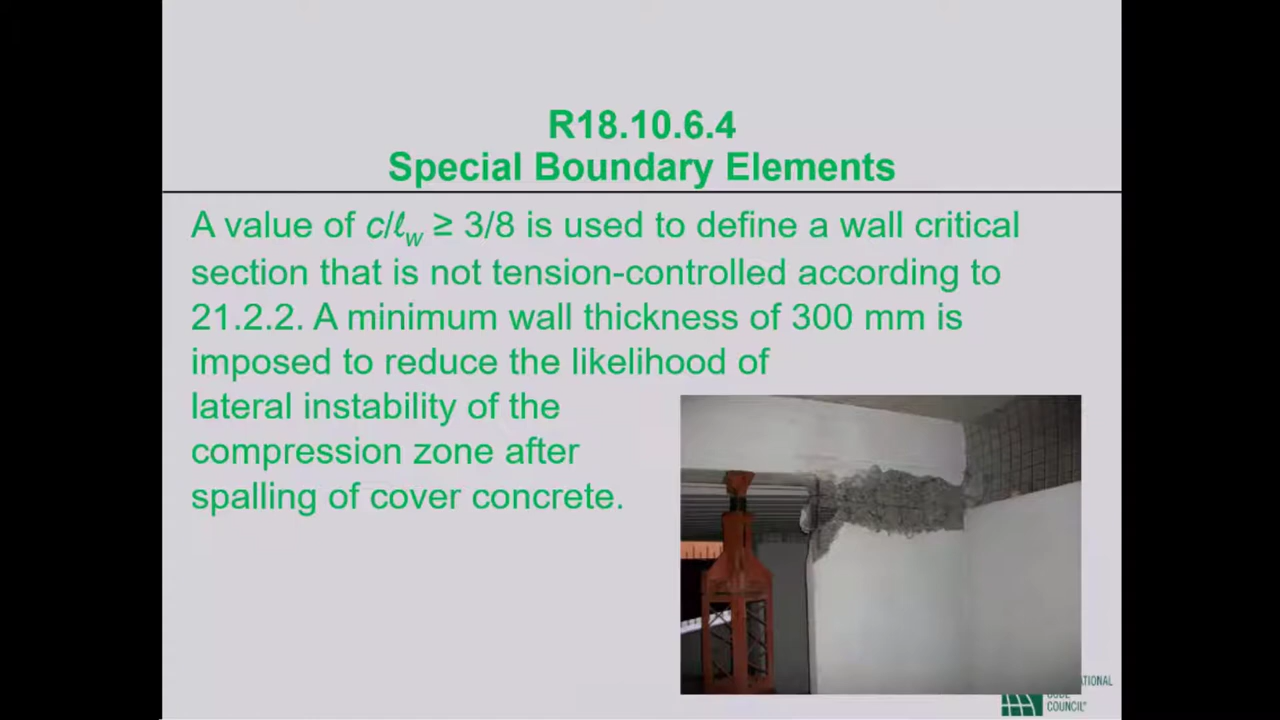 R18.10.6.4
Special Boundary Elements
A value of c/ℓw ≥ 3/8 is used to define a wall critical
section that is not tension-controlled according to
21.2.2. A minimum wall thickness of 300 mm is
imposed to reduce the likelihood of
lateral instability of the
compression zone after
spalling of cover concrete.
COUNCIL